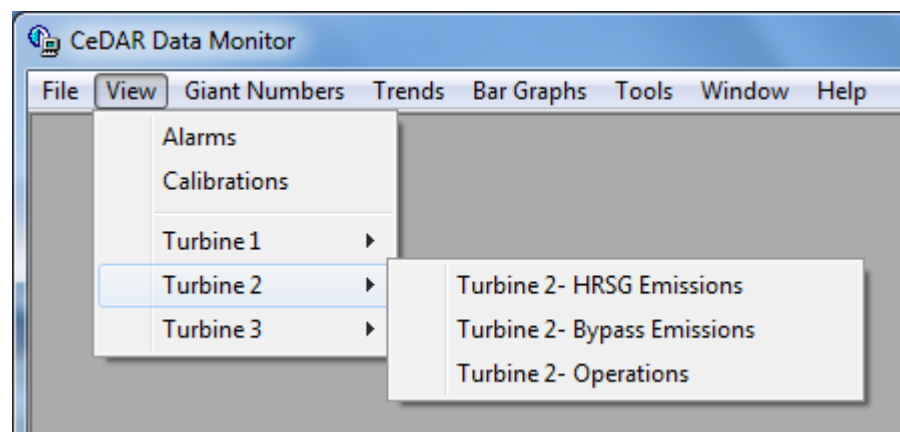 CeDAR Data Monitor
File View Giant Numbers Trends Bar Graphs Tools Window Help
Alarms
Calibrations
Turbine 1
Turbine 2
Turbine 3
Turbine 2- HRSG Emissions
Turbine 2- Bypass Emissions
Turbine 2- Operations